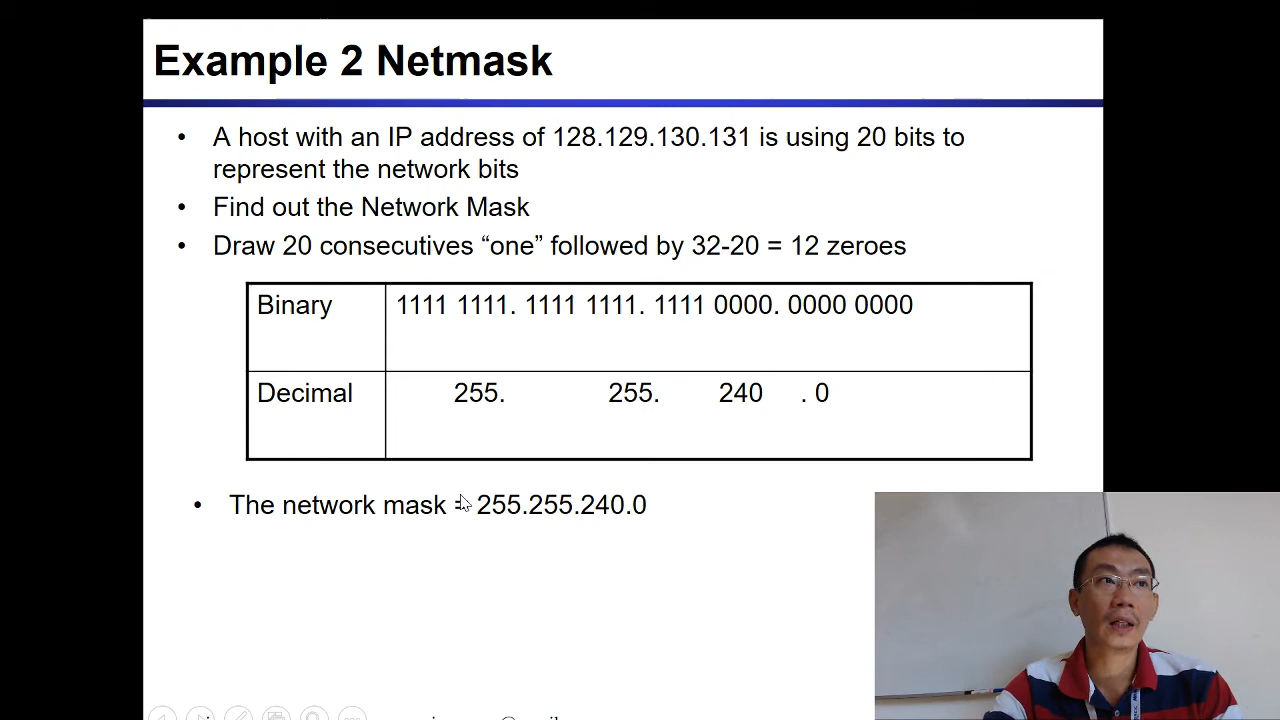 Example 2 Netmask
• A host with an IP address of 128.129.130.131 is using 20 bits to
represent the network bits
• Find out the Network Mask
• Draw 20 consecutives “one” followed by 32-20 = 12 zeroes
Binary 1111 1111. 1111 1111. 1111 0000. 0000 0000
Decimal 255. 255. 240 . 0
• The network mask = 255.255.240.0